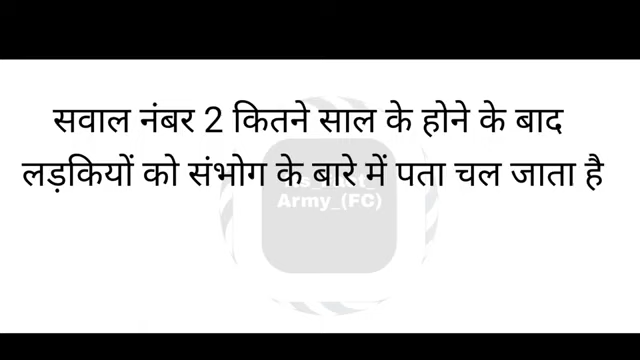 सवाल नंबर 2 कितने साल के होने के बाद
लड़कियों को संभोग के बारे में पता चल जाता है
Army_(FC)